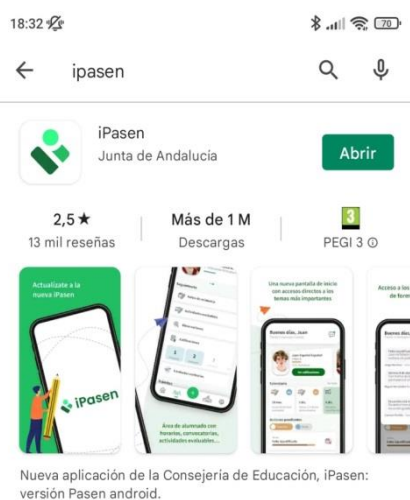 18:32
70
ipasen
iPasen
Junta de Andalucía
Abrir
2,5★
13 mil reseñas
Más de 1 M
Descargas
3
PEGI 3
Actualízate a la
nueva iPasen
iPasen
Área de alumnado con
horarios, convocatorias,
actividades evaluables...
Una nueva pantalla de inicio
con accesos directos a los
temas más importantes
Buenos días, Juan
Nueva aplicación de la Consejería de Educación, iPasen:
versión Pasen android.